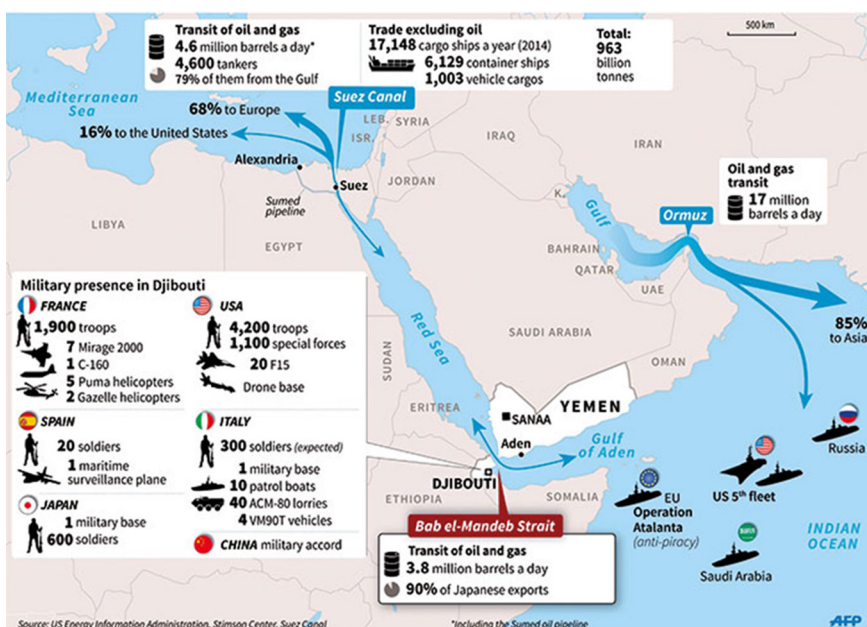 Transit of oil and gas
4.6 million barrels a day*
4,600 tankers
79% of them from the Gulf
Trade excluding oil
17,148 cargo ships a year (2014)
6,129 container ships
1,003 vehicle cargos
Total:
963
billion
tonnes
500 km
Mediterranean
Sea
68% to Europe
16% to the United States
Suez Canal
LEB.
SYRIA
ISR.
IRAQ
IRAN
Alexandria
Suez
JORDAN
Sumed
pipeline
K.
LIBYA
EGYPT
Gulf
BAHRAIN
QATAR
UAE
Ormuz
Oil and gas
transit
17 million
barrels a day
85%
to Asia
SAUDI ARABIA
OMAN
Red Sea
SUDAN
ERITREA
YEMEN
SANAA
Aden
Gulf
of Aden
DJIBOUTI
ETHIOPIA
SOMALIA
Military presence in Djibouti
FRANCE
1,900 troops
7 Mirage 2000
1 C-160
5 Puma helicopters
2 Gazelle helicopters
USA
4,200 troops
1,100 special forces
20 F15
Drone base
SPAIN
20 soldiers
1 maritime
surveillance plane
ITALY
300 soldiers (expected)
1 military base
10 patrol boats
40 ACM-80 lorries
4 VM90T vehicles
JAPAN
1 military base
600 soldiers
CHINA military accord
Bab el-Mandeb Strait
Transit of oil and gas
3.8 million barrels a day
90% of Japanese exports
EU
Operation
Atalanta
(anti-piracy)
US 5th fleet
Russia
Saudi Arabia
INDIAN
OCEAN
Source: US Energy Information Administration, Stimson Center, Suez Canal
*Including the Sumed oil pipeline
AFP